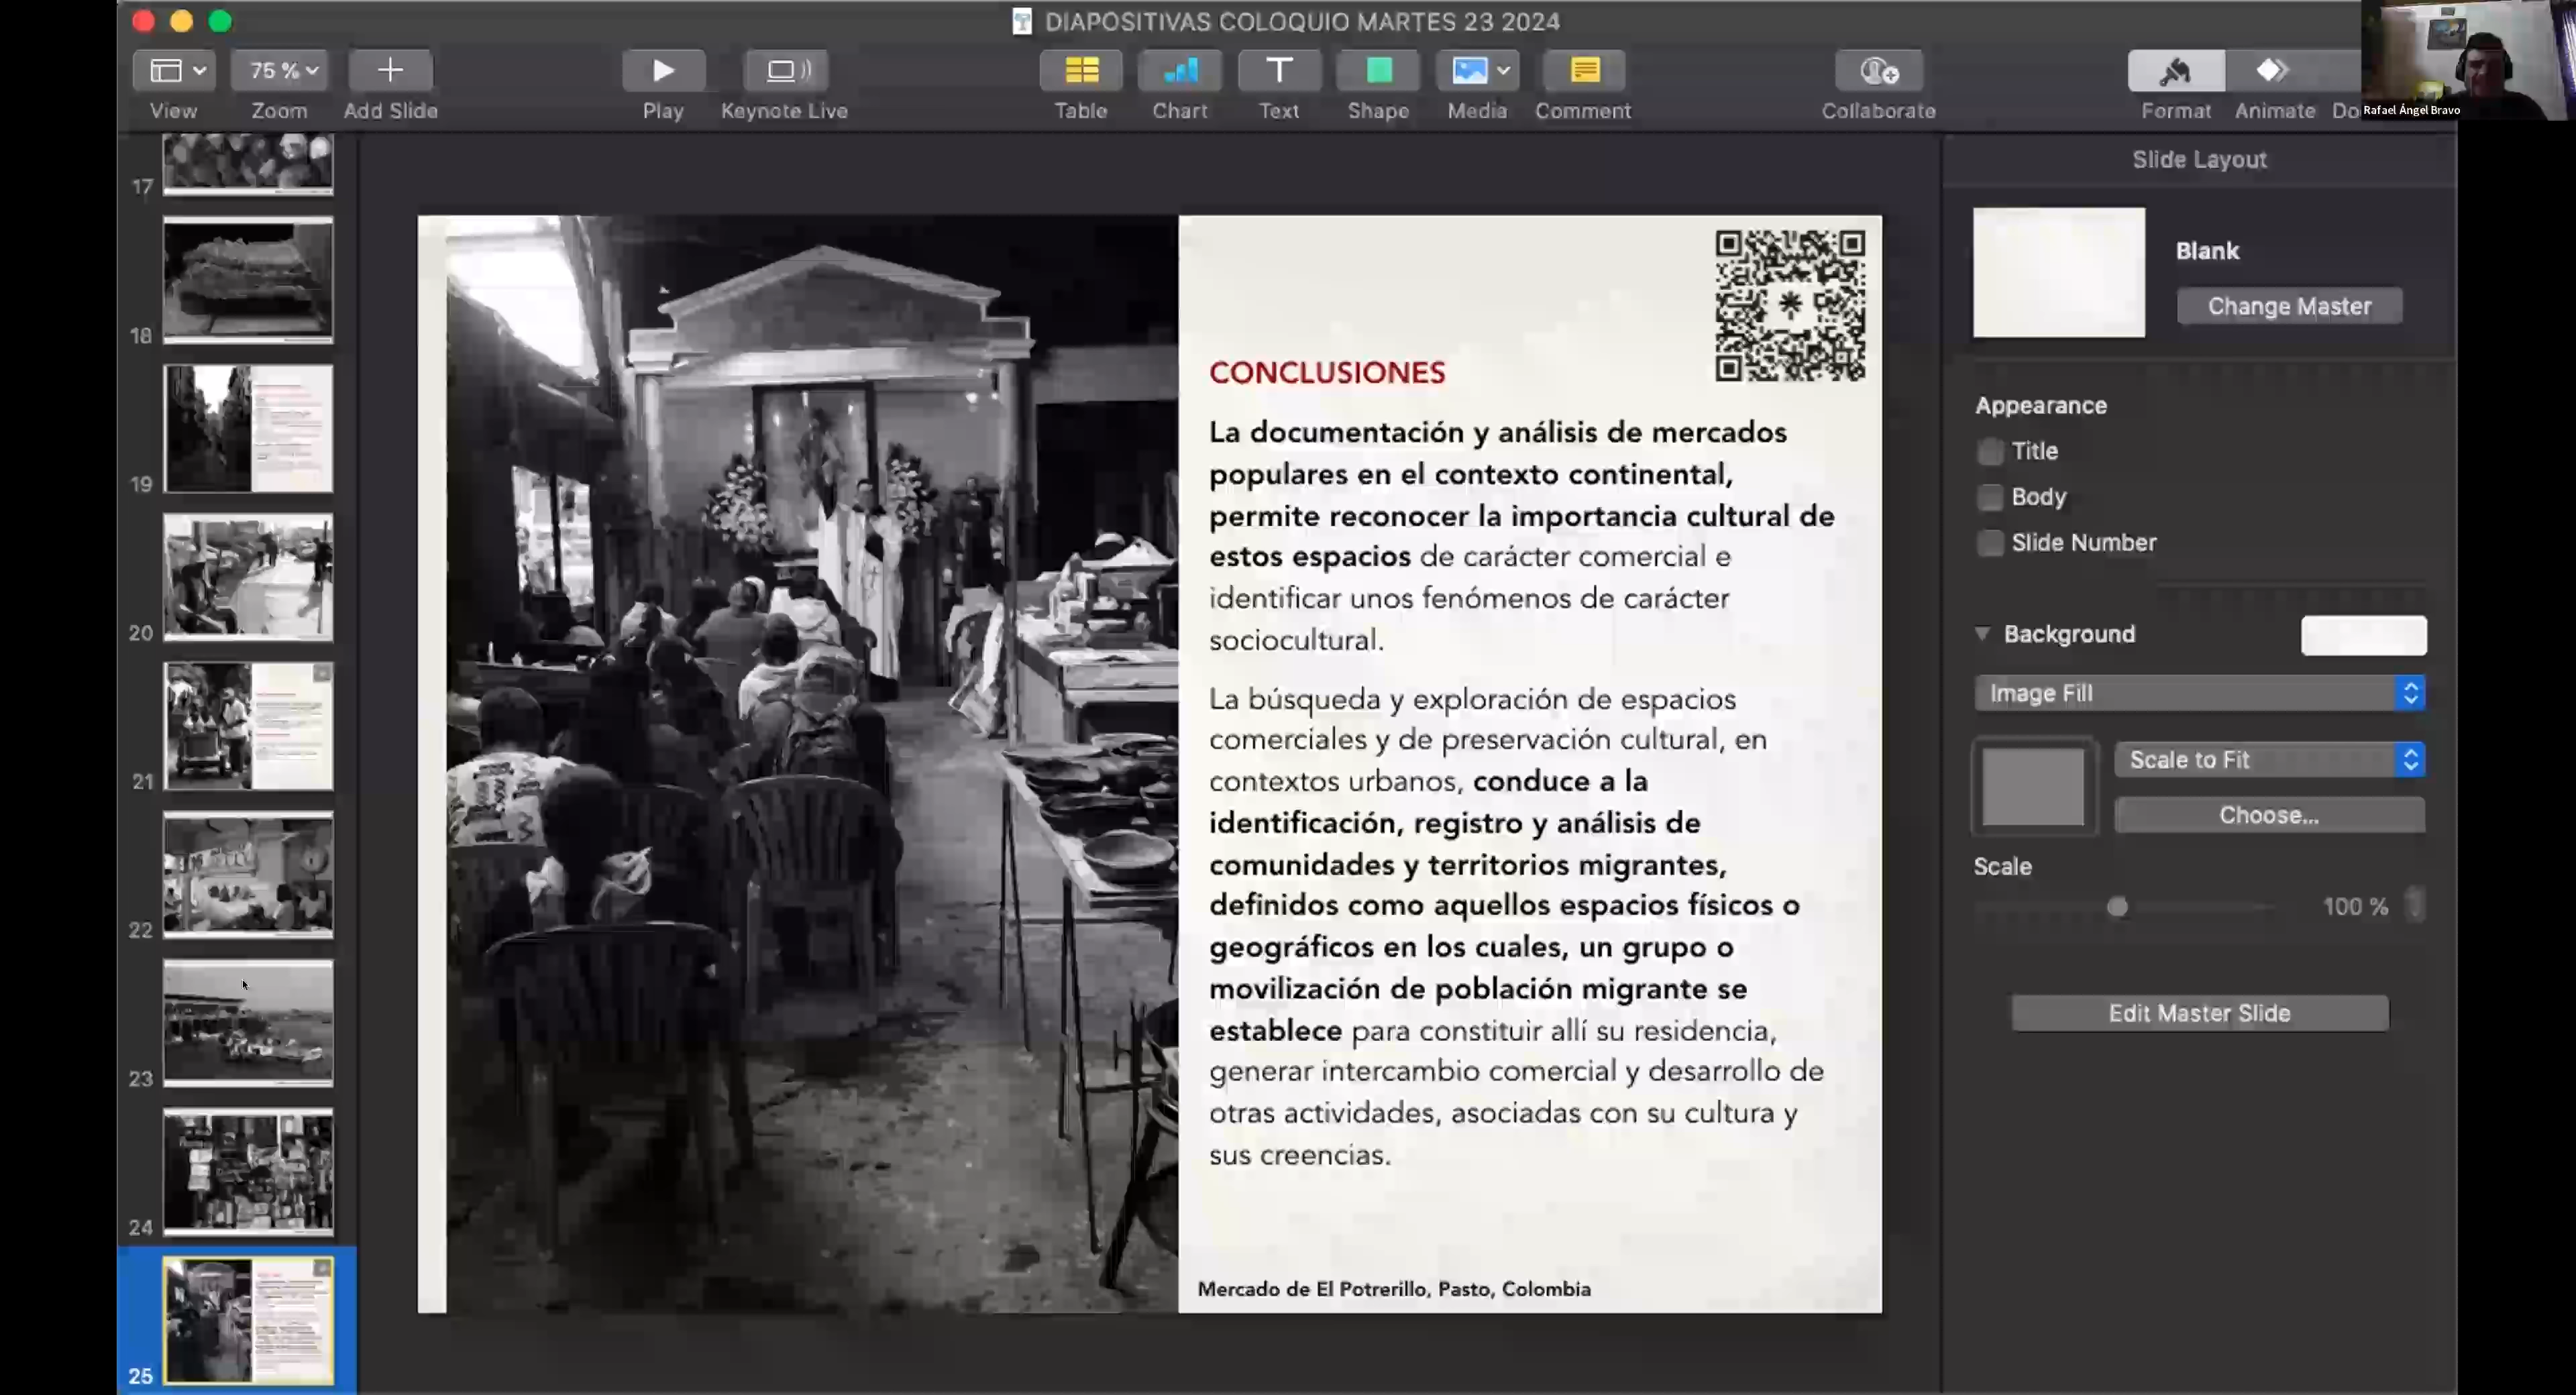 DIAPOSITIVAS COLOQUIO MARTES 23 2024
75 %
View Zoom Add Slide Play Keynote Live Table Chart Text Shape Media Comment Collaborate Format Animate
Rafael Ángel Bravo
17
18
19
20
21
22
23
24
25
CONCLUSIONES
La documentación y análisis de mercados
populares en el contexto continental,
permite reconocer la importancia cultural de
estos espacios de carácter comercial e
identificar unos fenómenos de carácter
sociocultural.
La búsqueda y exploración de espacios
comerciales y de preservación cultural, en
contextos urbanos, conduce a la
identificación, registro y análisis de
comunidades y territorios migrantes,
definidos como aquellos espacios físicos o
geográficos en los cuales, un grupo o
movilización de población migrante se
establece para constituir allí su residencia,
generar intercambio comercial y desarrollo de
otras actividades, asociadas con su cultura y
sus creencias.
Mercado de El Potrerillo, Pasto, Colombia
Slide Layout
Blank
Change Master
Appearance
Title
Body
Slide Number
Background
Image Fill
Scale to Fit
Choose...
Scale
100 %
Edit Master Slide